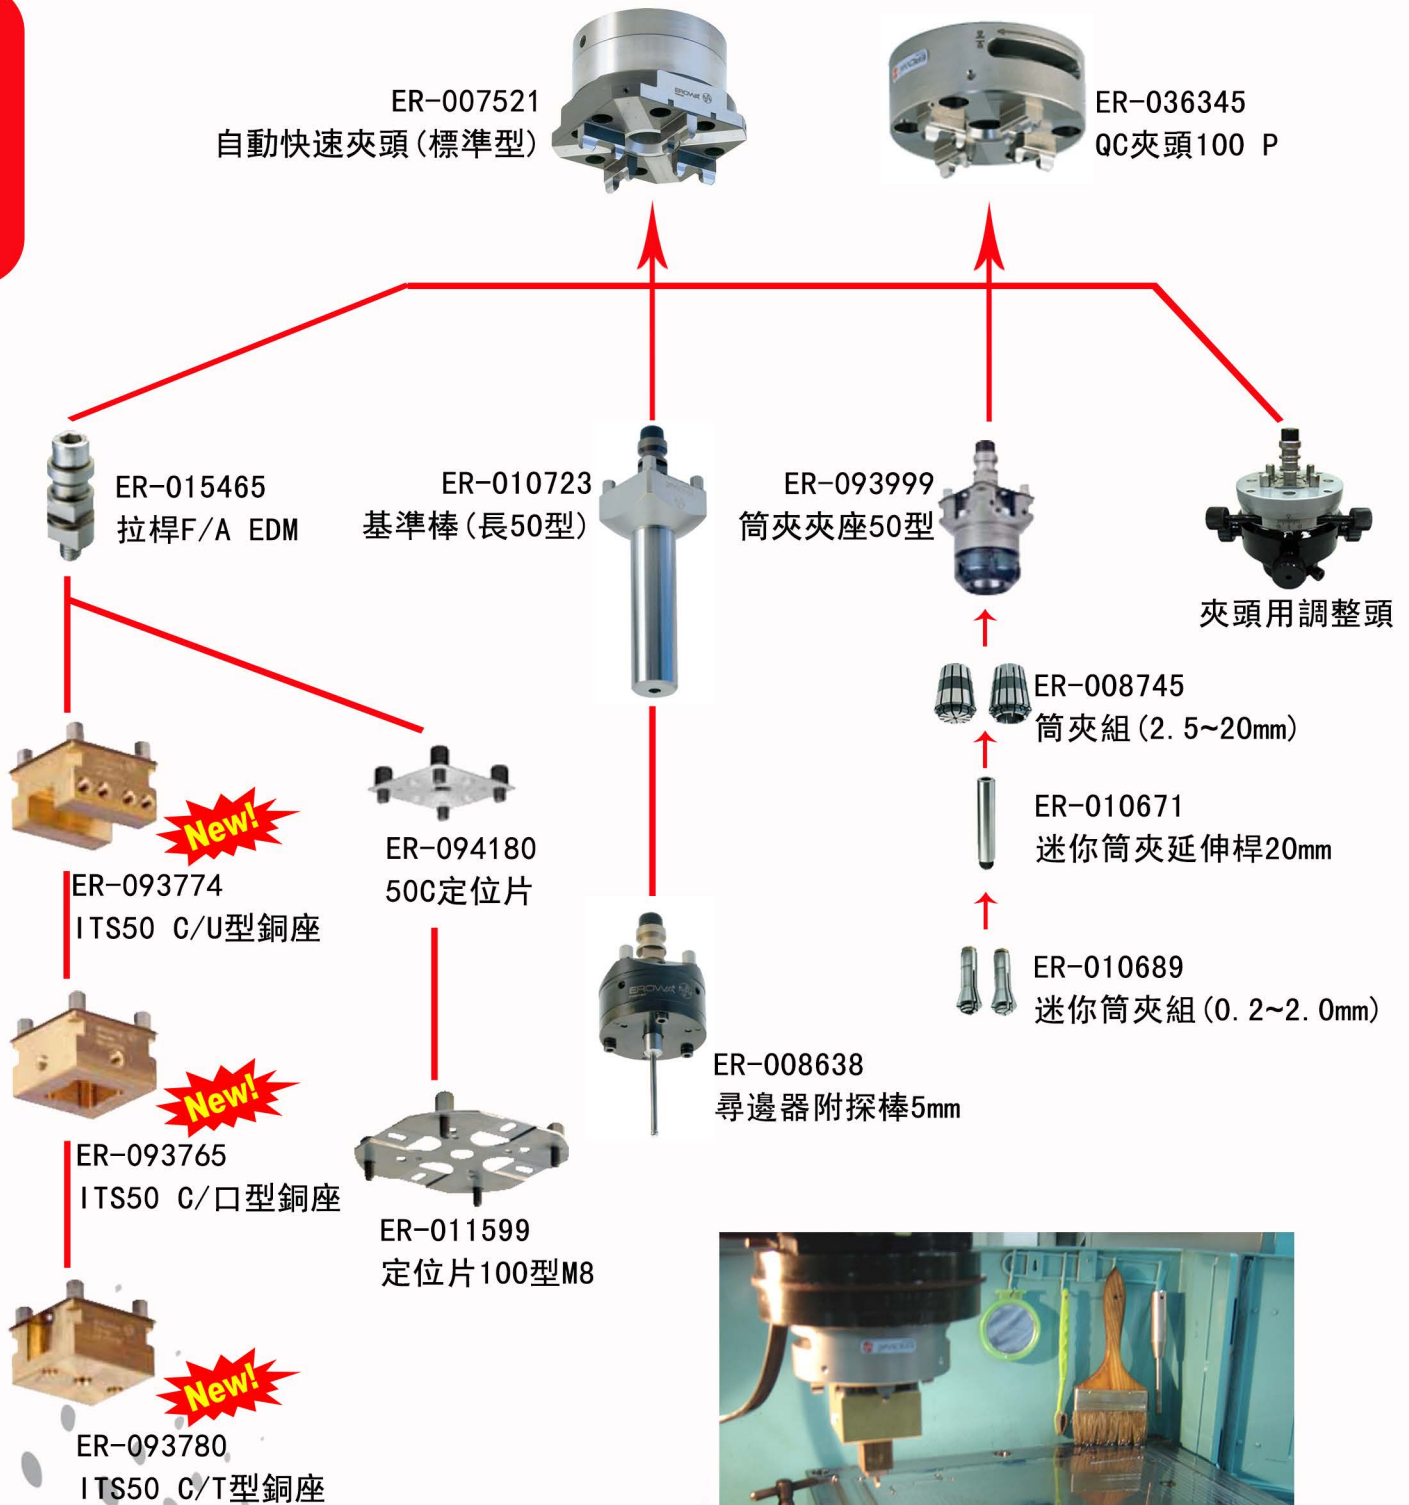 ER-007521
自動快速夾頭(標準型)
ER-036345
QC夾頭100 P
ER-015465
拉桿F/A EDM
ER-010723
基準棒(長50型)
ER-093999
筒夾夾座50型
夾頭用調整頭
ER-008745
筒夾組(2.5~20mm)
New!
ER-093774
ITS50 C/U型銅座
ER-094180
50C定位片
ER-010671
迷你筒夾延伸桿20mm
ER-010689
迷你筒夾組(0.2~2.0mm)
EROWA
ER-008638
尋邊器附探棒5mm
New!
ER-093765
ITS50 C/口型銅座
ER-011599
定位片100型M8
New!
ER-093780
ITS50 C/T型銅座